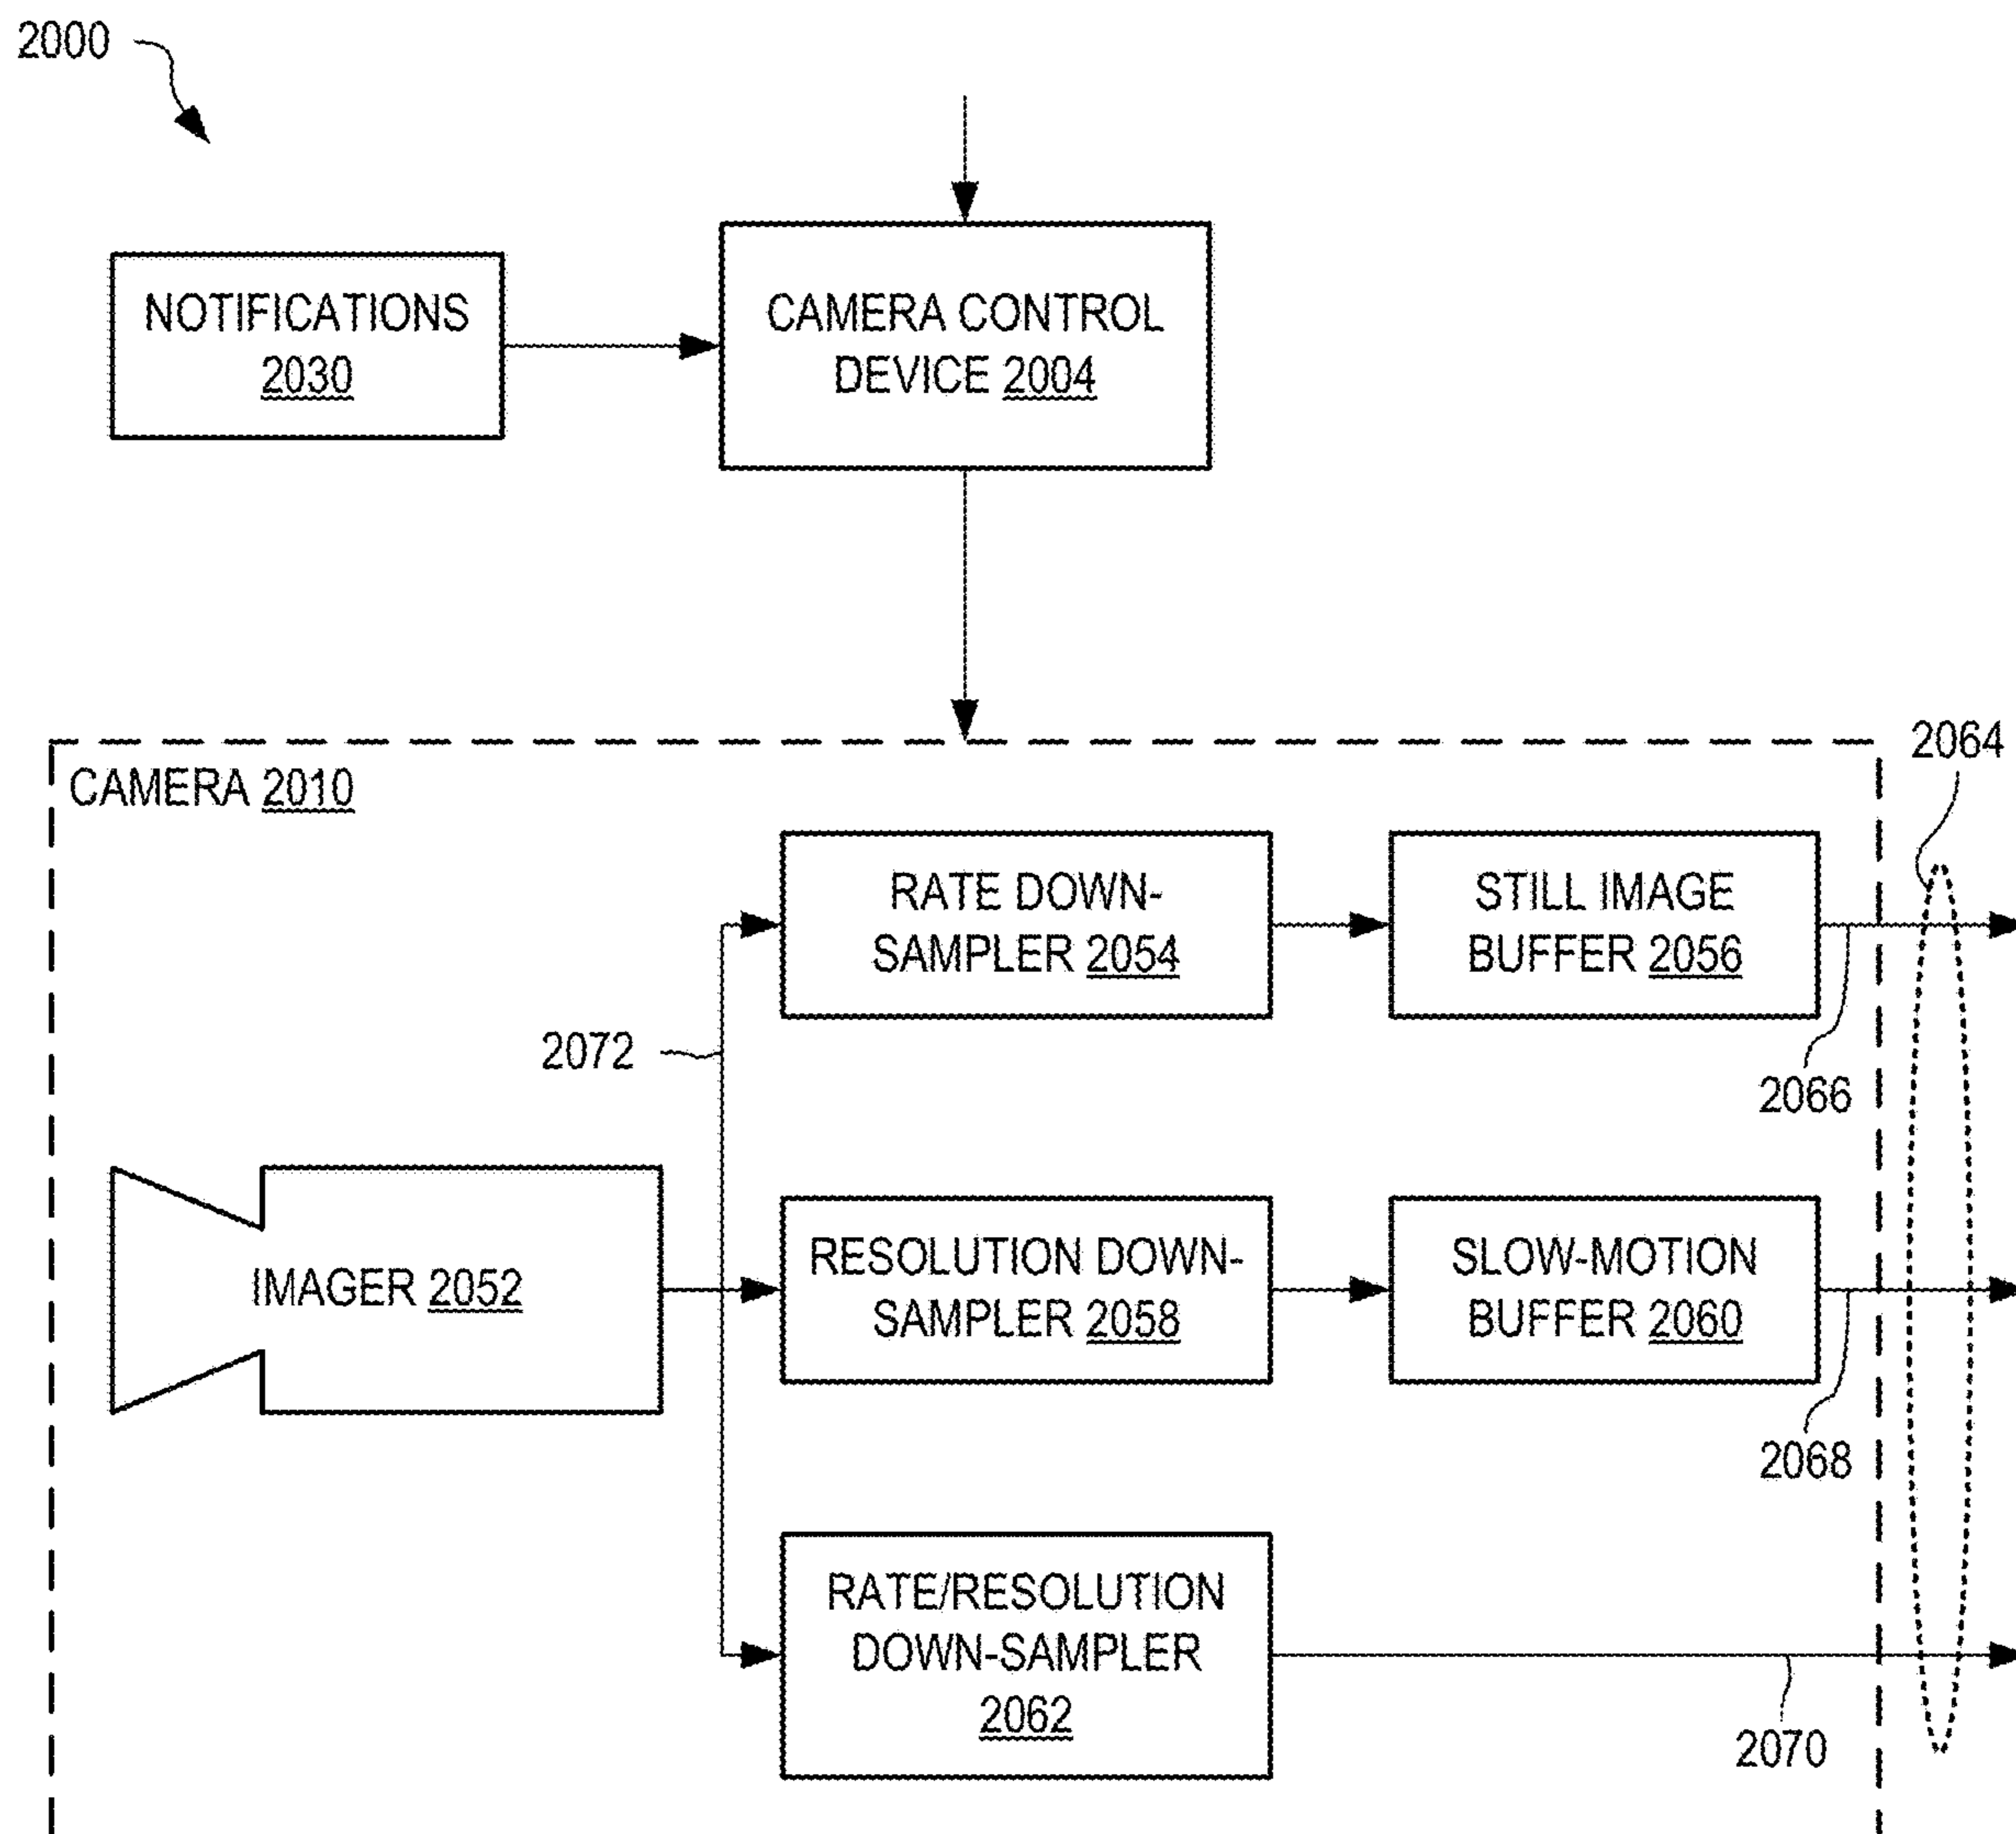 2000
NOTIFICATIONS
2030
CAMERA CONTROL
DEVICE 2004
2064
CAMERA 2010
RATE DOWN-
SAMPLER 2054
STILL IMAGE
BUFFER 2056
2072
2066
IMAGER 2052
RESOLUTION DOWN-
SAMPLER 2058
SLOW-MOTION
BUFFER 2060
2068
RATE/RESOLUTION
DOWN-SAMPLER
2062
2070